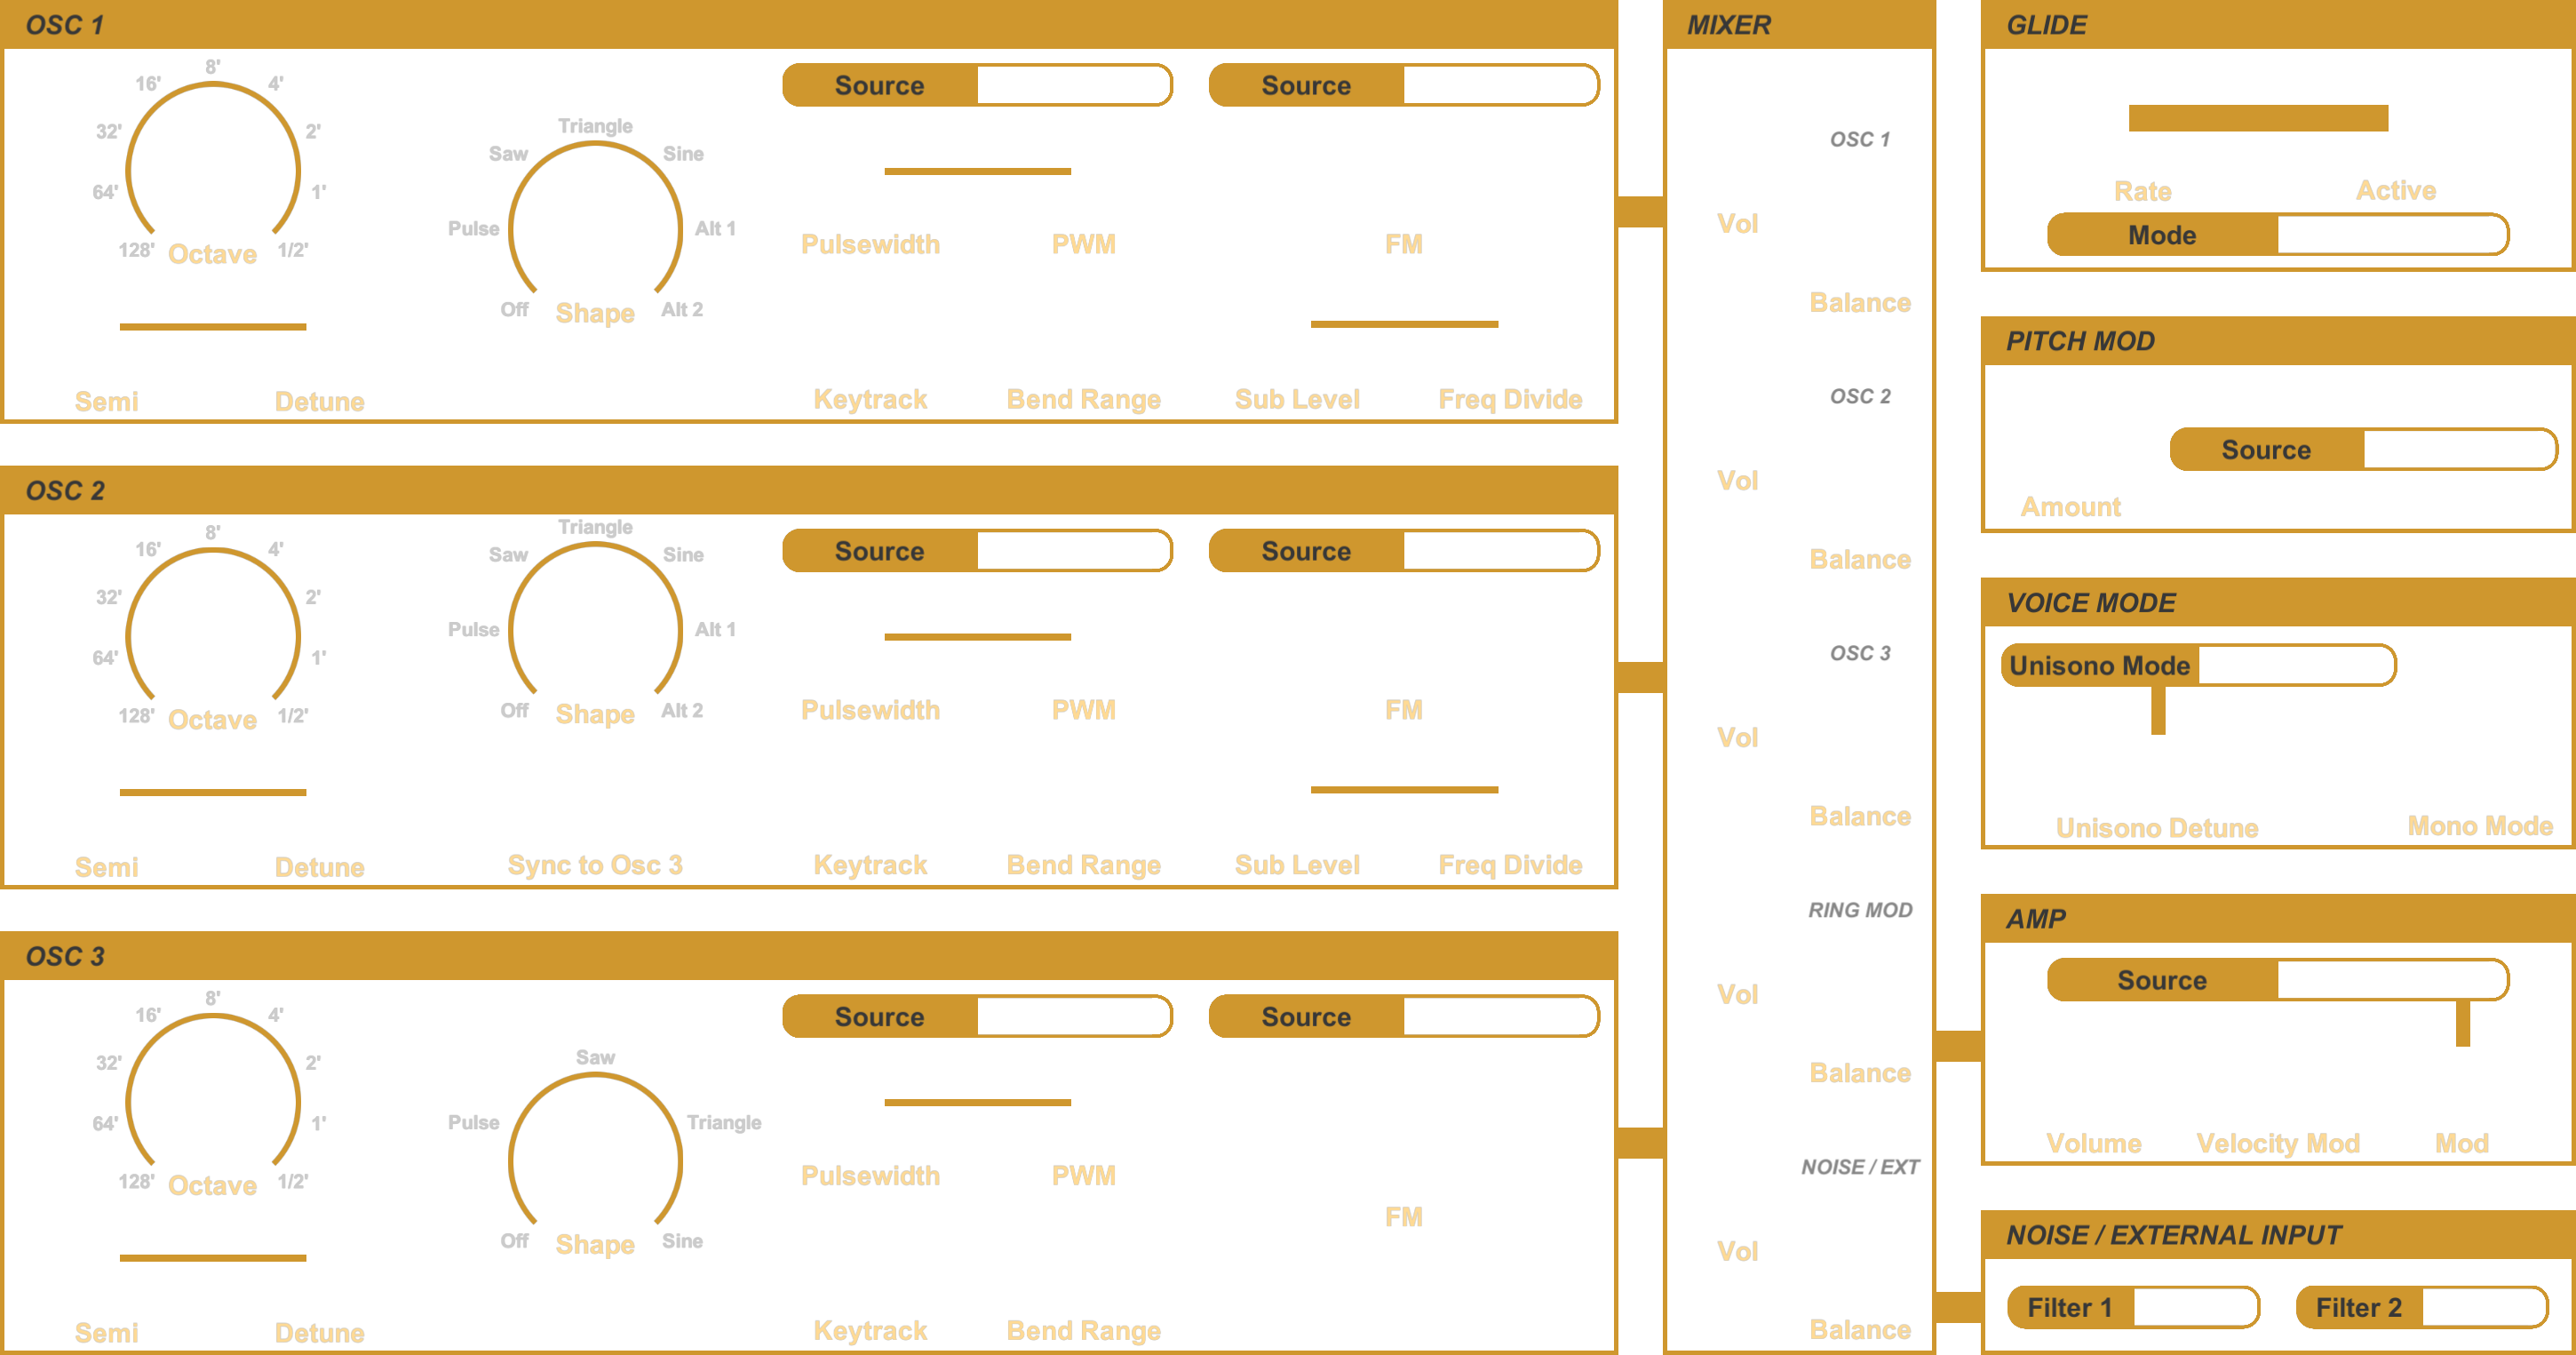 OSC 1
8'
16' 4'
32' 2'
64' 1'
128' Octave 1/2'
Semi Detune
Triangle
Saw Sine
Pulse Alt 1
Off Shape Alt 2
Source
Pulsewidth PWM
Keytrack Bend Range
Source
FM
Sub Level Freq Divide
OSC 2
8'
16' 4'
32' 2'
64' 1'
128' Octave 1/2'
Semi Detune
Triangle
Saw Sine
Pulse Alt 1
Off Shape Alt 2
Sync to Osc 3
Source
Pulsewidth PWM
Keytrack Bend Range
Source
FM
Sub Level Freq Divide
OSC 3
8'
16' 4'
32' 2'
64' 1'
128' Octave 1/2'
Semi Detune
Saw
Pulse Triangle
Off Shape Sine
Source
Pulsewidth PWM
Keytrack Bend Range
Source
FM
MIXER
OSC 1
Vol
Balance
OSC 2
Vol
Balance
OSC 3
Vol
Balance
RING MOD
Vol
Balance
NOISE / EXT
Vol
Balance
GLIDE
Rate Active
Mode
PITCH MOD
Source
Amount
VOICE MODE
Unisono Mode
Unisono Detune Mono Mode
AMP
Source
Volume Velocity Mod Mod
NOISE / EXTERNAL INPUT
Filter 1 Filter 2